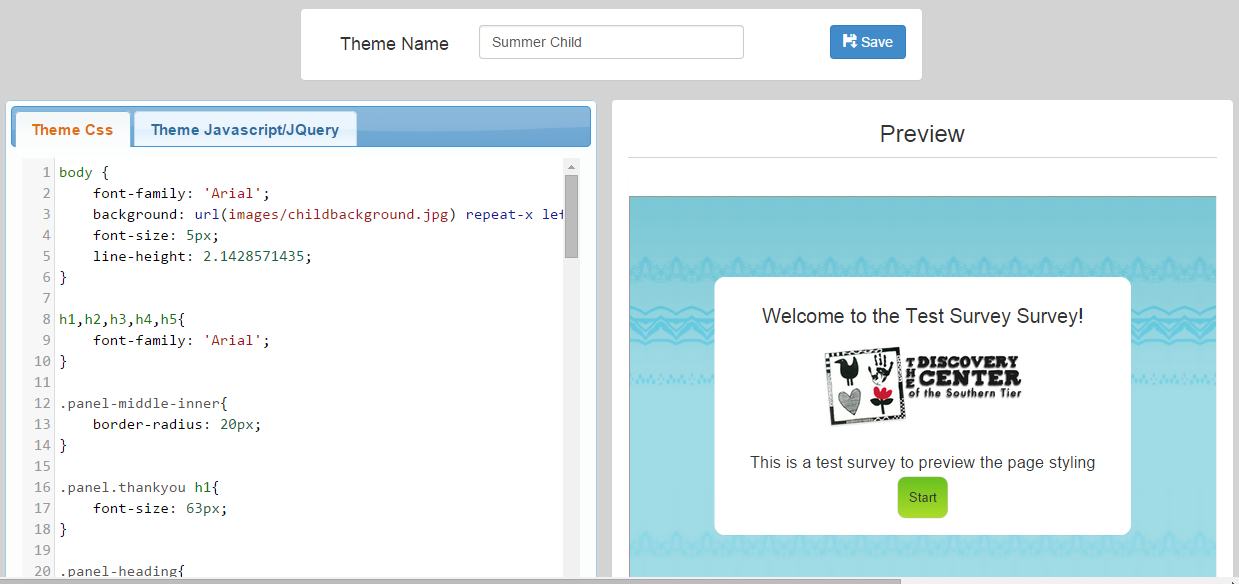 Theme Name
Summer Child
Save
Theme Css
Theme Javascript/JQuery
1 body {
2     font-family: 'Arial';
3     background: url(images/childbackground.jpg) repeat-x lef
4     font-size: 5px;
5     line-height: 2.1428571435;
6 }
7
8 h1,h2,h3,h4,h5{
9     font-family: 'Arial';
10 }
11
12 .panel-middle-inner{
13     border-radius: 20px;
14 }
15
16 .panel.thankyou h1{
17     font-size: 63px;
18 }
19
20 .panel-heading{
Preview
Welcome to the Test Survey Survey!
THE DISCOVERY
CENTER
of the Southern Tier
This is a test survey to preview the page styling
Start